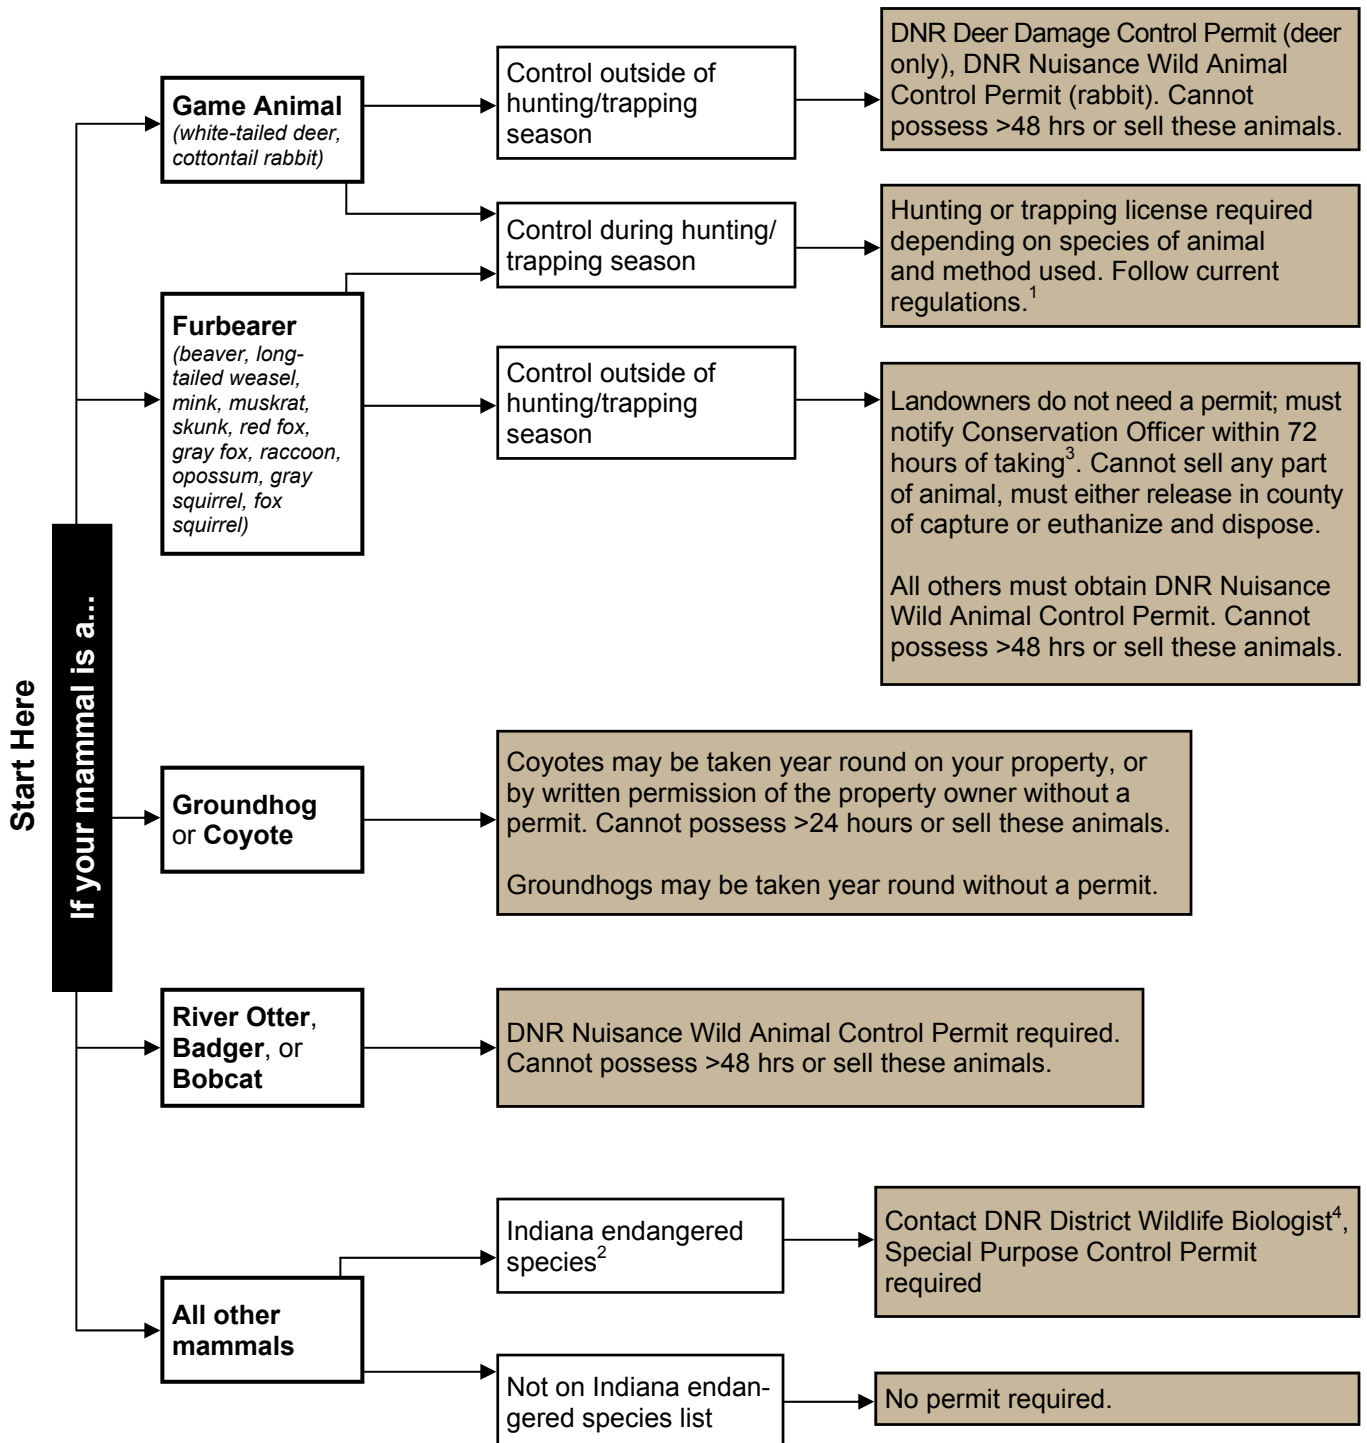 Start Here
If your mammal is a...
Game Animal
(white-tailed deer,
cottontail rabbit)
Control outside of
hunting/trapping
season
DNR Deer Damage Control Permit (deer
only), DNR Nuisance Wild Animal
Control Permit (rabbit). Cannot
possess >48 hrs or sell these animals.
Control during hunting/
trapping season
Hunting or trapping license required
depending on species of animal
and method used. Follow current
regulations.1
Furbearer
(beaver, long-
tailed weasel,
mink, muskrat,
skunk, red fox,
gray fox, raccoon,
opossum, gray
squirrel, fox
squirrel)
Control outside of
hunting/trapping
season
Landowners do not need a permit; must
notify Conservation Officer within 72
hours of taking3. Cannot sell any part
of animal, must either release in county
of capture or euthanize and dispose.
All others must obtain DNR Nuisance
Wild Animal Control Permit. Cannot
possess >48 hrs or sell these animals.
Groundhog
or Coyote
Coyotes may be taken year round on your property, or
by written permission of the property owner without a
permit. Cannot possess >24 hours or sell these animals.
Groundhogs may be taken year round without a permit.
River Otter,
Badger, or
Bobcat
DNR Nuisance Wild Animal Control Permit required.
Cannot possess >48 hrs or sell these animals.
All other
mammals
Indiana endangered
species2
Contact DNR District Wildlife Biologist4,
Special Purpose Control Permit
required
Not on Indiana endan-
gered species list
No permit required.